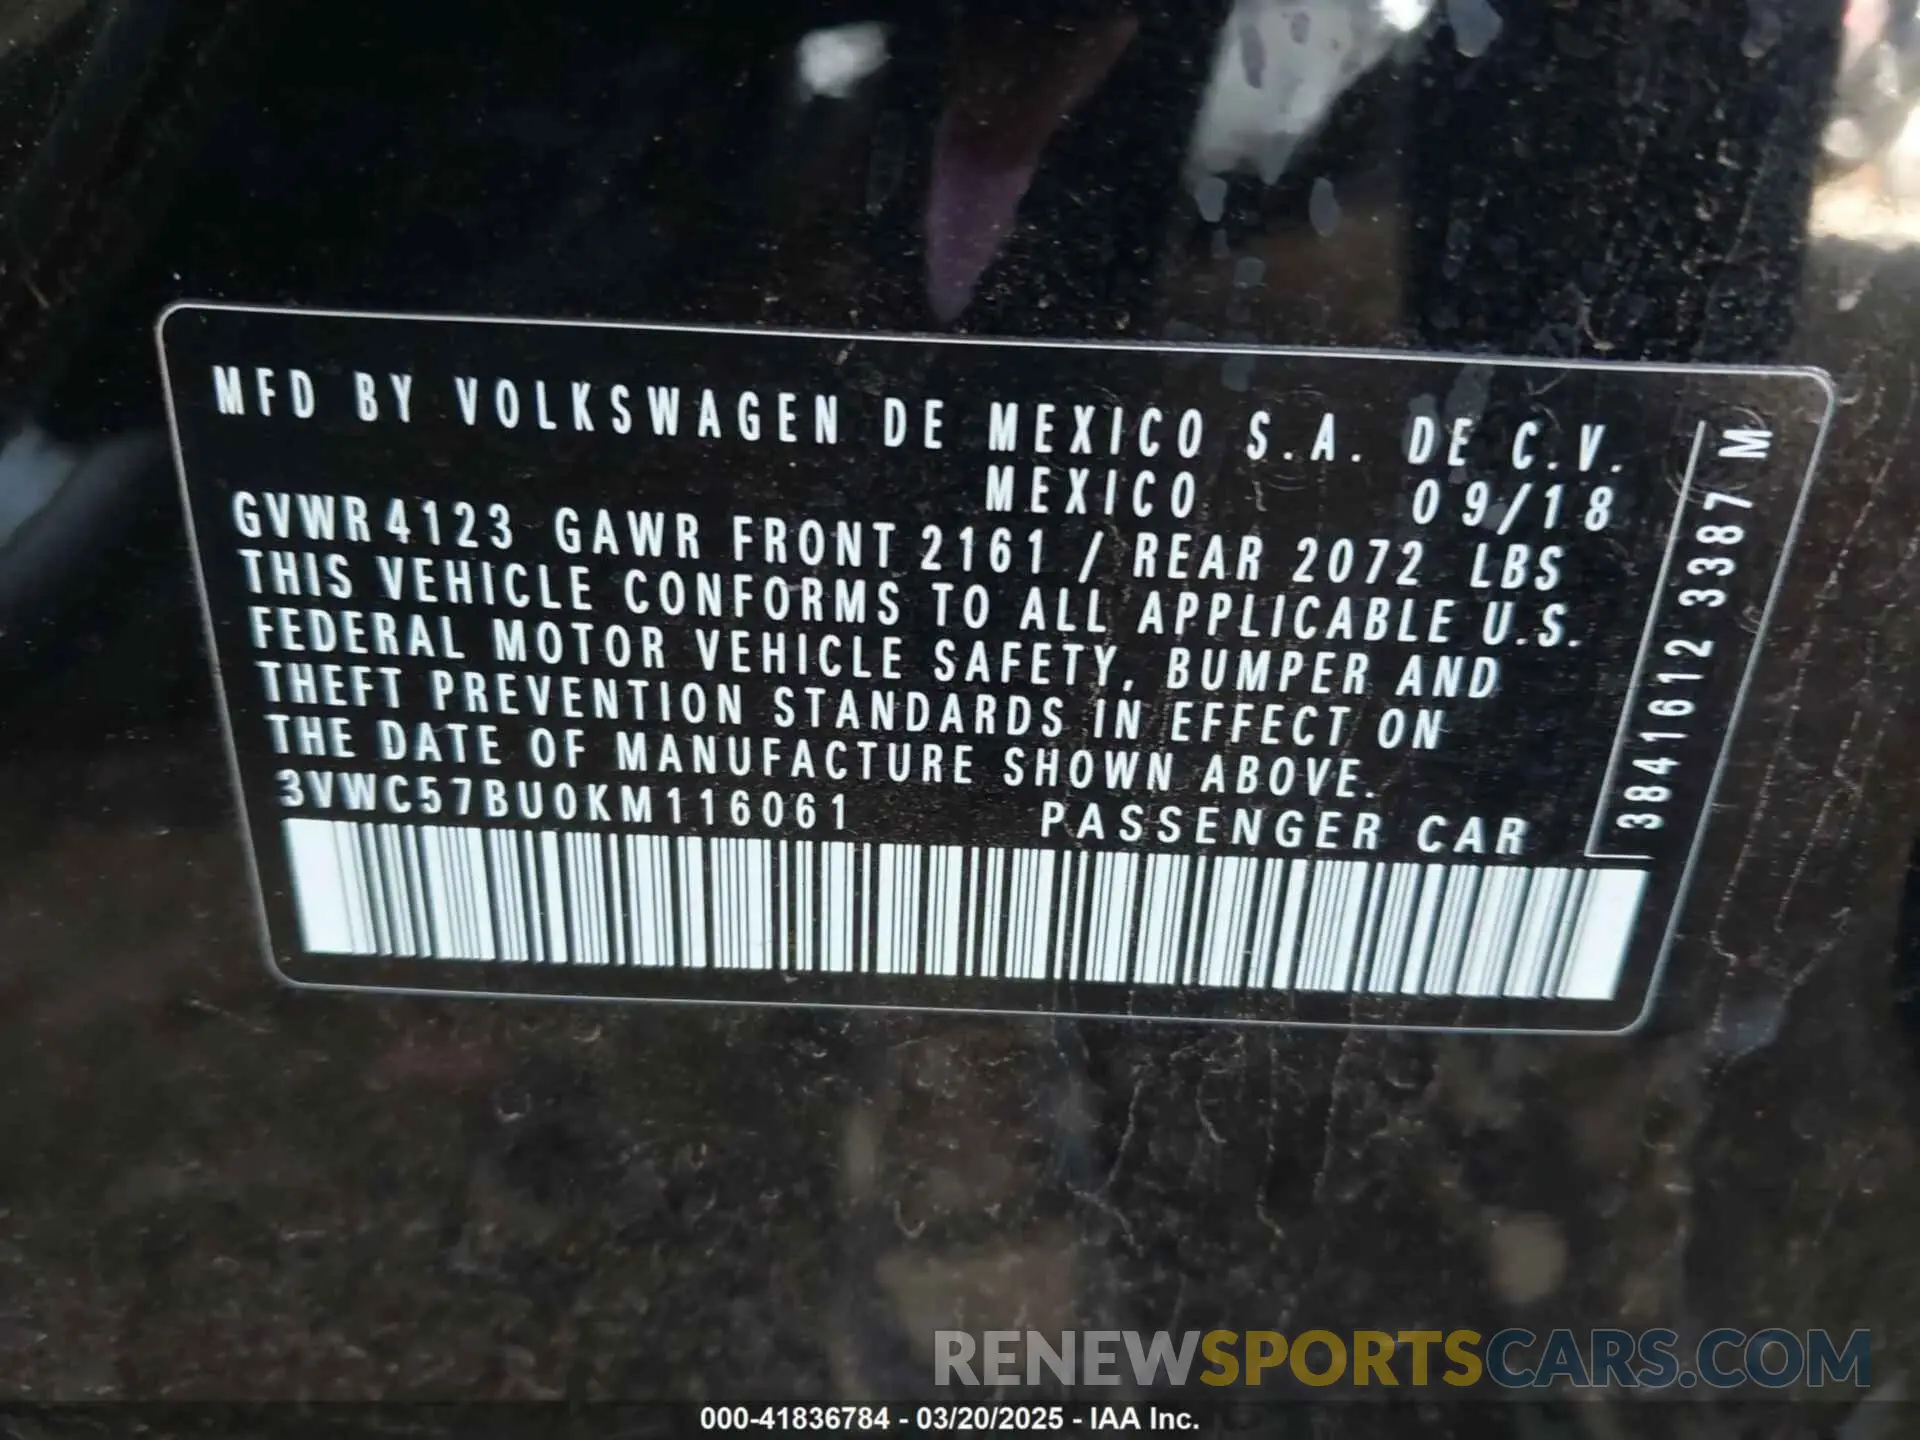 MFD BY VOLKSWAGEN DE MEXICO S.A. DE C.V.
MEXICO 09/18
GVWR 4123 GAWR FRONT 2161 / REAR 2072 LBS
THIS VEHICLE CONFORMS TO ALL APPLICABLE U.S.
FEDERAL MOTOR VEHICLE SAFETY, BUMPER AND
THEFT PREVENTION STANDARDS IN EFFECT ON
THE DATE OF MANUFACTURE SHOWN ABOVE.
3VWC57BU0KM116061 PASSENGER CAR
3841612 3387 M
RENEWSPORTSCARS.COM
000-41836784 - 03/20/2025 - IAA Inc.